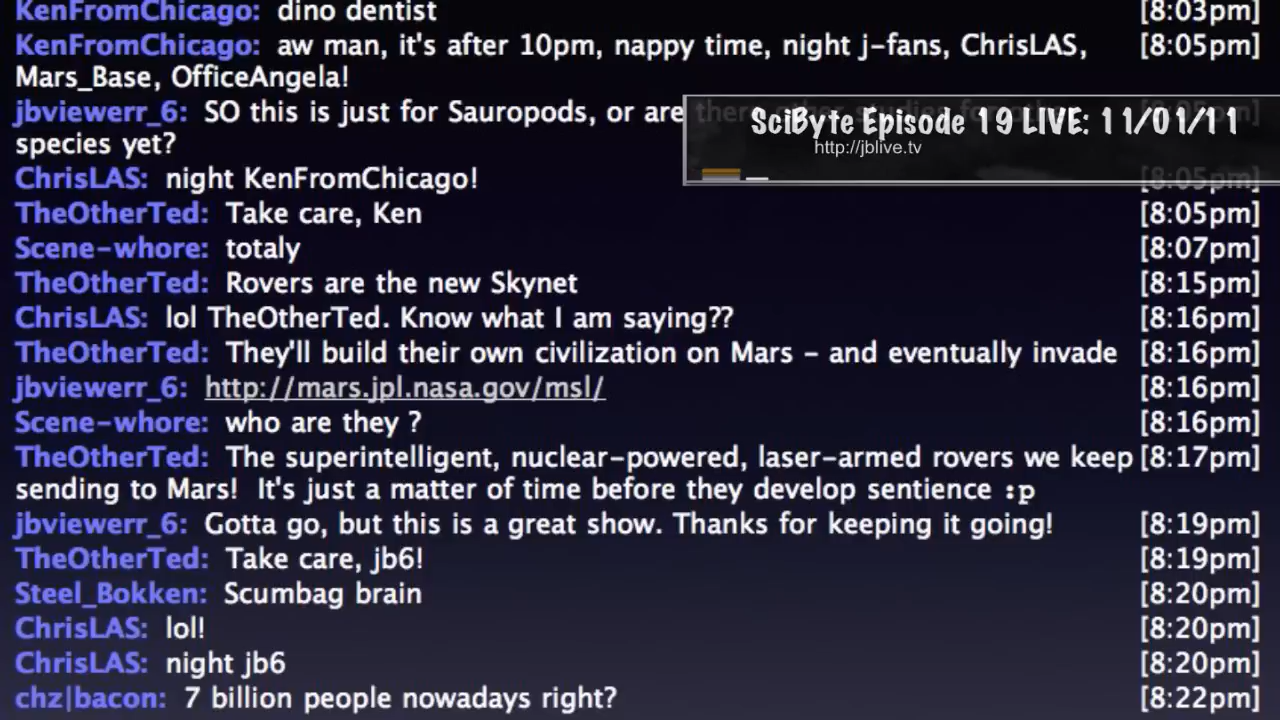 KenFromChicago: dino dentist [8:03pm]
KenFromChicago: aw man, it's after 10pm, nappy time, night j-fans, ChrisLAS, [8:05pm]
Mars_Base, OfficeAngela!
jbviewerr_6: SO this is just for Sauropods, or are there other studies for [8:05pm]
SciByte Episode 19 LIVE: 11/01/11
http://jblive.tv
species yet?
ChrisLAS: night KenFromChicago! [8:05pm]
TheOtherTed: Take care, Ken [8:05pm]
Scene-whore: totaly [8:07pm]
TheOtherTed: Rovers are the new Skynet [8:15pm]
ChrisLAS: lol TheOtherTed. Know what I am saying?? [8:16pm]
TheOtherTed: They'll build their own civilization on Mars - and eventually invade [8:16pm]
jbviewerr_6: http://mars.jpl.nasa.gov/msl/ [8:16pm]
Scene-whore: who are they ? [8:16pm]
TheOtherTed: The superintelligent, nuclear-powered, laser-armed rovers we keep [8:17pm]
sending to Mars!  It's just a matter of time before they develop sentience :p
jbviewerr_6: Gotta go, but this is a great show. Thanks for keeping it going! [8:19pm]
TheOtherTed: Take care, jb6! [8:19pm]
Steel_Bokken: Scumbag brain [8:20pm]
ChrisLAS: lol! [8:20pm]
ChrisLAS: night jb6 [8:20pm]
chz|bacon: 7 billion people nowadays right? [8:22pm]